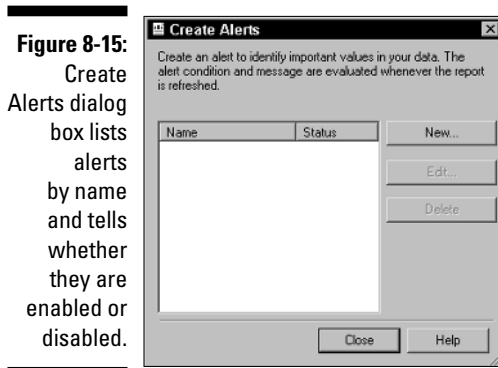 Figure 8-15:
Create
Alerts dialog
box lists
alerts
by name
and tells
whether
they are
enabled or
disabled.
Create Alerts
Create an alert to identify important values in your data. The
alert condition and message are evaluated whenever the report
is refreshed.
Name Status
New...
Edit...
Delete
Close Help